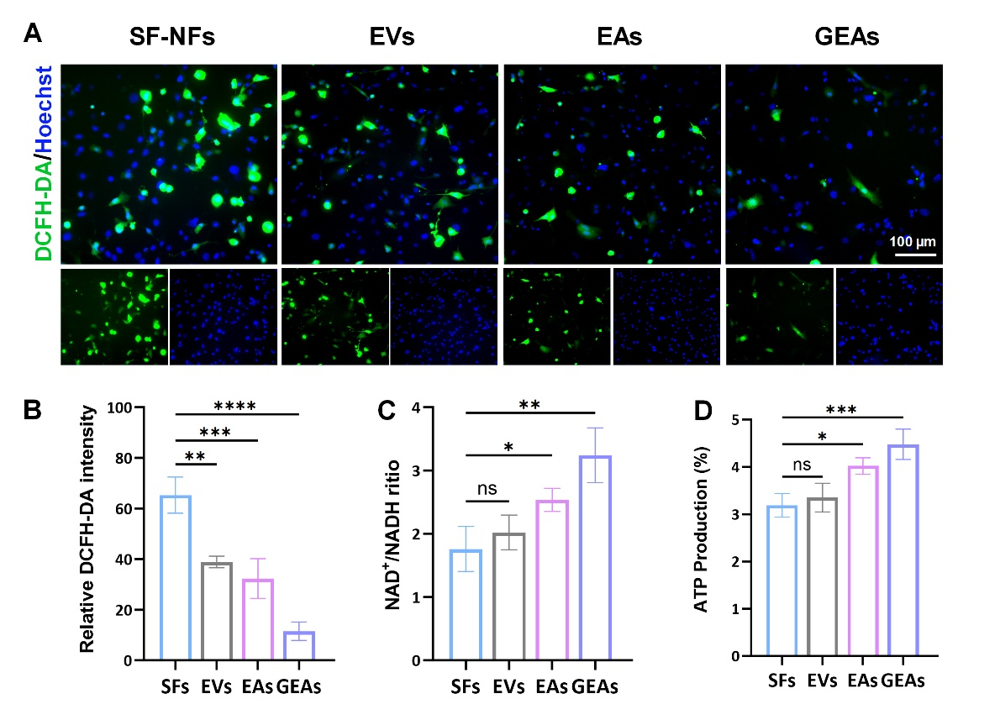 A
SF-NFs
EVs
EAs
GEAs
DCFH-DA/Hoechst
100 µm
B
Relative DCFH-DA intensity
100
80
60
40
20
0
****
***
**
SFs
EVs
EAs
GEAs
C
NAD⁺/NADH ritio
4
3
2
1
0
**
*
ns
SFs
EVs
EAs
GEAs
D
ATP Production (%)
5
4
3
2
1
0
***
*
ns
SFs
EVs
EAs
GEAs